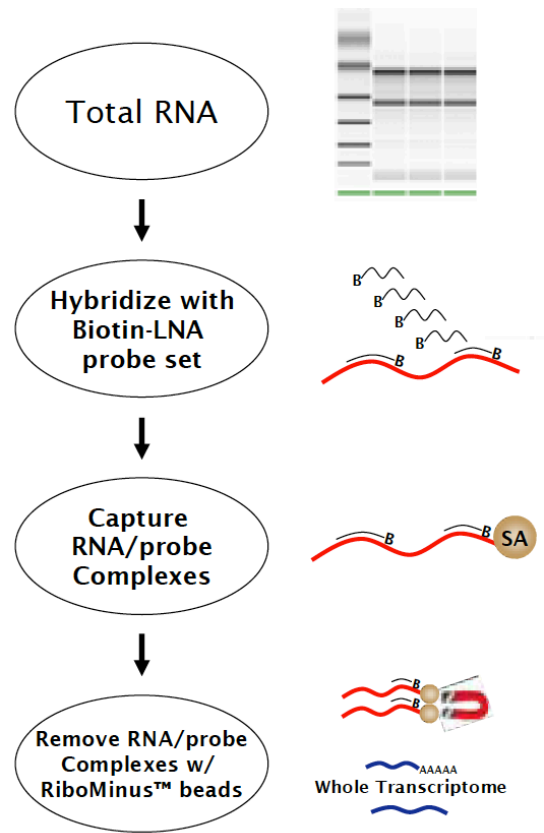 Total RNA
Hybridize with
Biotin-LNA
probe set
B
B
B
B
B
B
Capture
RNA/probe
Complexes
B
B
SA
Remove RNA/probe
Complexes w/
RiboMinus™ beads
B
B
AAAAA
Whole Transcriptome